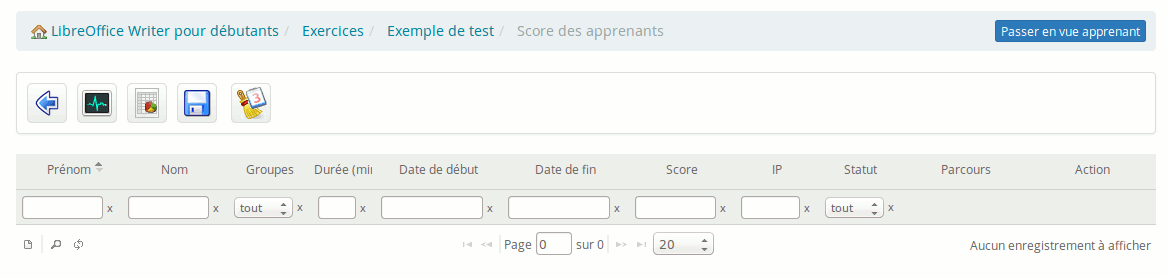 LibreOffice Writer pour débutants / Exercices / Exemple de test / Score des apprenants Passer en vue apprenant
3
Prénom Nom Groupes Durée (min Date de début Date de fin Score IP Statut Parcours Action
x x tout x x x x x x tout x
Page 0 sur 0 20 Aucun enregistrement à afficher